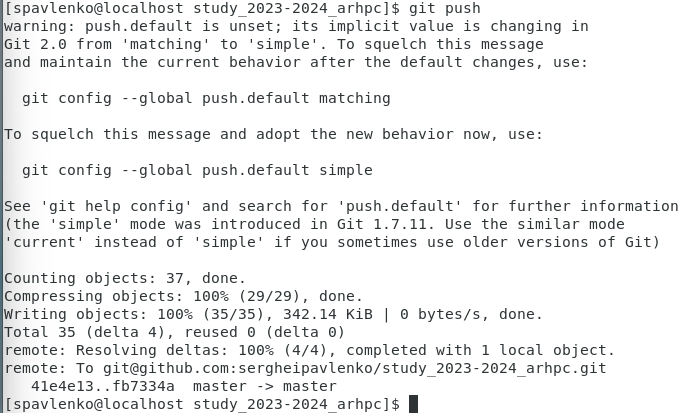 [spavlenko@localhost study_2023-2024_arhpc]$ git push
warning: push.default is unset; its implicit value is changing in
Git 2.0 from 'matching' to 'simple'. To squelch this message
and maintain the current behavior after the default changes, use:

  git config --global push.default matching

To squelch this message and adopt the new behavior now, use:

  git config --global push.default simple

See 'git help config' and search for 'push.default' for further information
(the 'simple' mode was introduced in Git 1.7.11. Use the similar mode
'current' instead of 'simple' if you sometimes use older versions of Git)

Counting objects: 37, done.
Compressing objects: 100% (29/29), done.
Writing objects: 100% (35/35), 342.14 KiB | 0 bytes/s, done.
Total 35 (delta 4), reused 0 (delta 0)
remote: Resolving deltas: 100% (4/4), completed with 1 local object.
remote: To git@github.com:sergheipavlenko/study_2023-2024_arhpc.git
   41e4e13..fb7334a  master -> master
[spavlenko@localhost study_2023-2024_arhpc]$